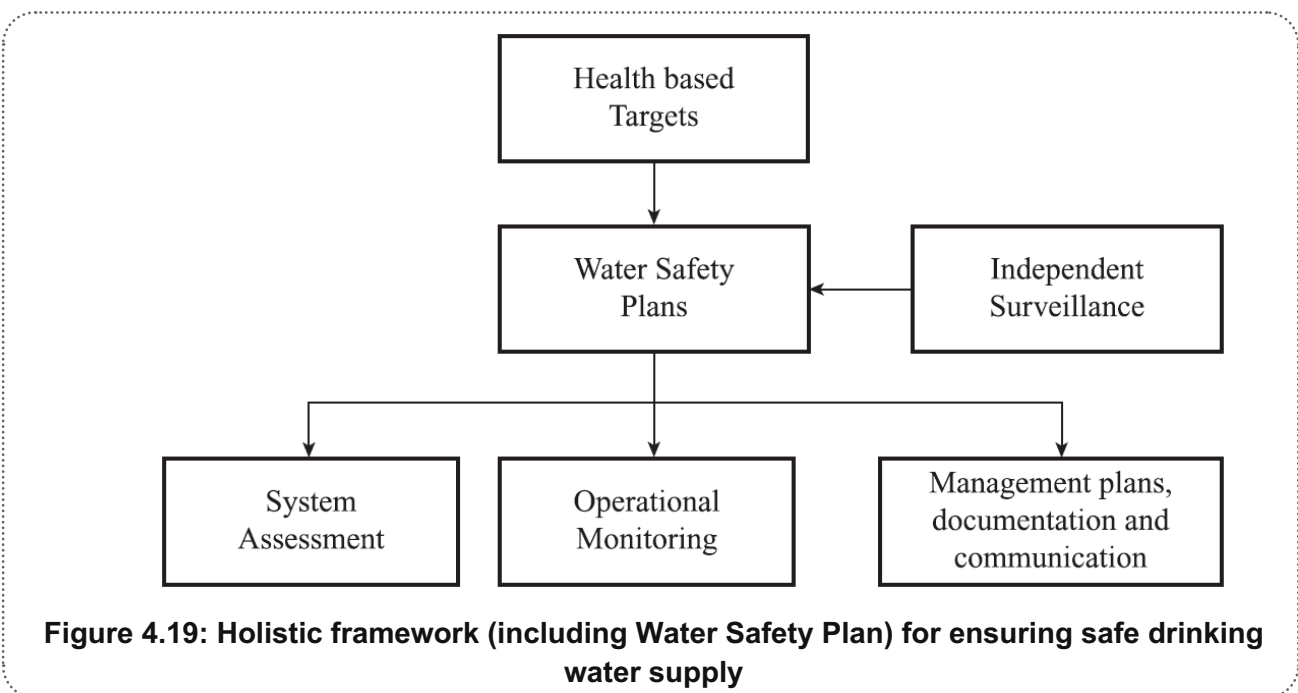 Health based
Targets
Water Safety
Plans
Independent
Surveillance
System
Assessment
Operational
Monitoring
Management plans,
documentation and
communication
Figure 4.19: Holistic framework (including Water Safety Plan) for ensuring safe drinking
water supply